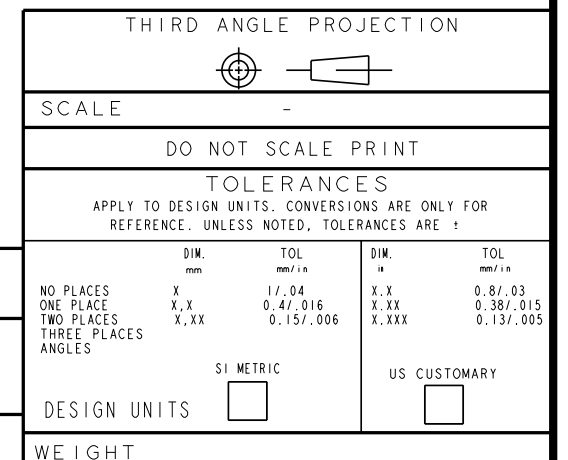 THIRD ANGLE PROJECTION
SCALE -
DO NOT SCALE PRINT
TOLERANCES
APPLY TO DESIGN UNITS. CONVERSIONS ARE ONLY FOR
REFERENCE. UNLESS NOTED, TOLERANCES ARE ±
DIM. TOL DIM. TOL
mm mm/in in mm/in
NO PLACES X 1/.04 X.X 0.8/.03
ONE PLACE X,X 0.4/.016 X.XX 0.38/.015
TWO PLACES X,XX 0.15/.006 X.XXX 0.13/.005
THREE PLACES
ANGLES
SI METRIC US CUSTOMARY
DESIGN UNITS
WEIGHT